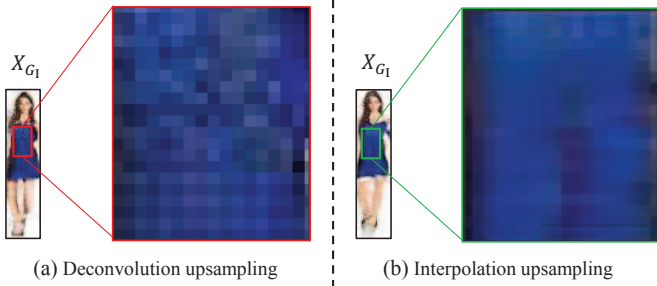 X_{G_I}
X_{G_I}
(a) Deconvolution upsampling
(b) Interpolation upsampling